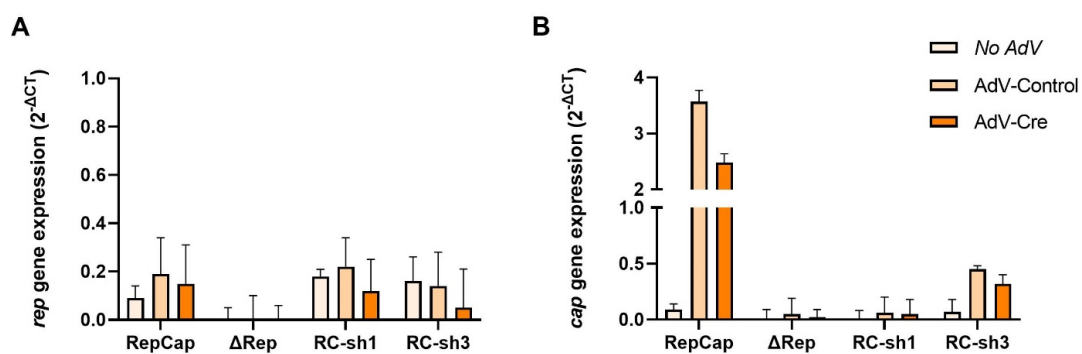 A
rep gene expression (2^-ΔCT)
1.0
0.8
0.6
0.4
0.2
0.0
RepCap ΔRep RC-sh1 RC-sh3
B
cap gene expression (2^-ΔCT)
4
3
2
1.0
0.5
0.0
RepCap ΔRep RC-sh1 RC-sh3
No AdV
AdV-Control
AdV-Cre